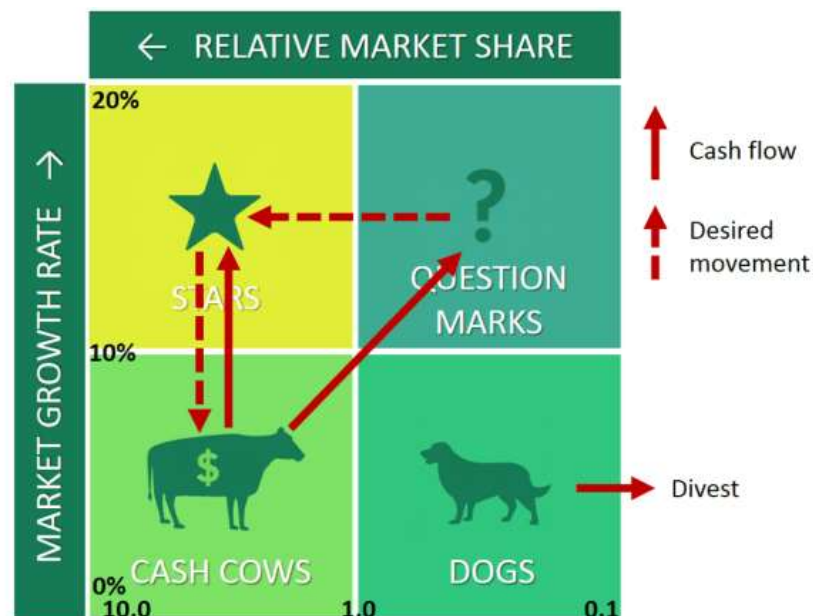 ← RELATIVE MARKET SHARE
MARKET GROWTH RATE →
20%
STARS
?
QUESTION
MARKS
10%
$
CASH COWS
DOGS
0%
10.0
1.0
0.1
Cash flow
Desired
movement
Divest